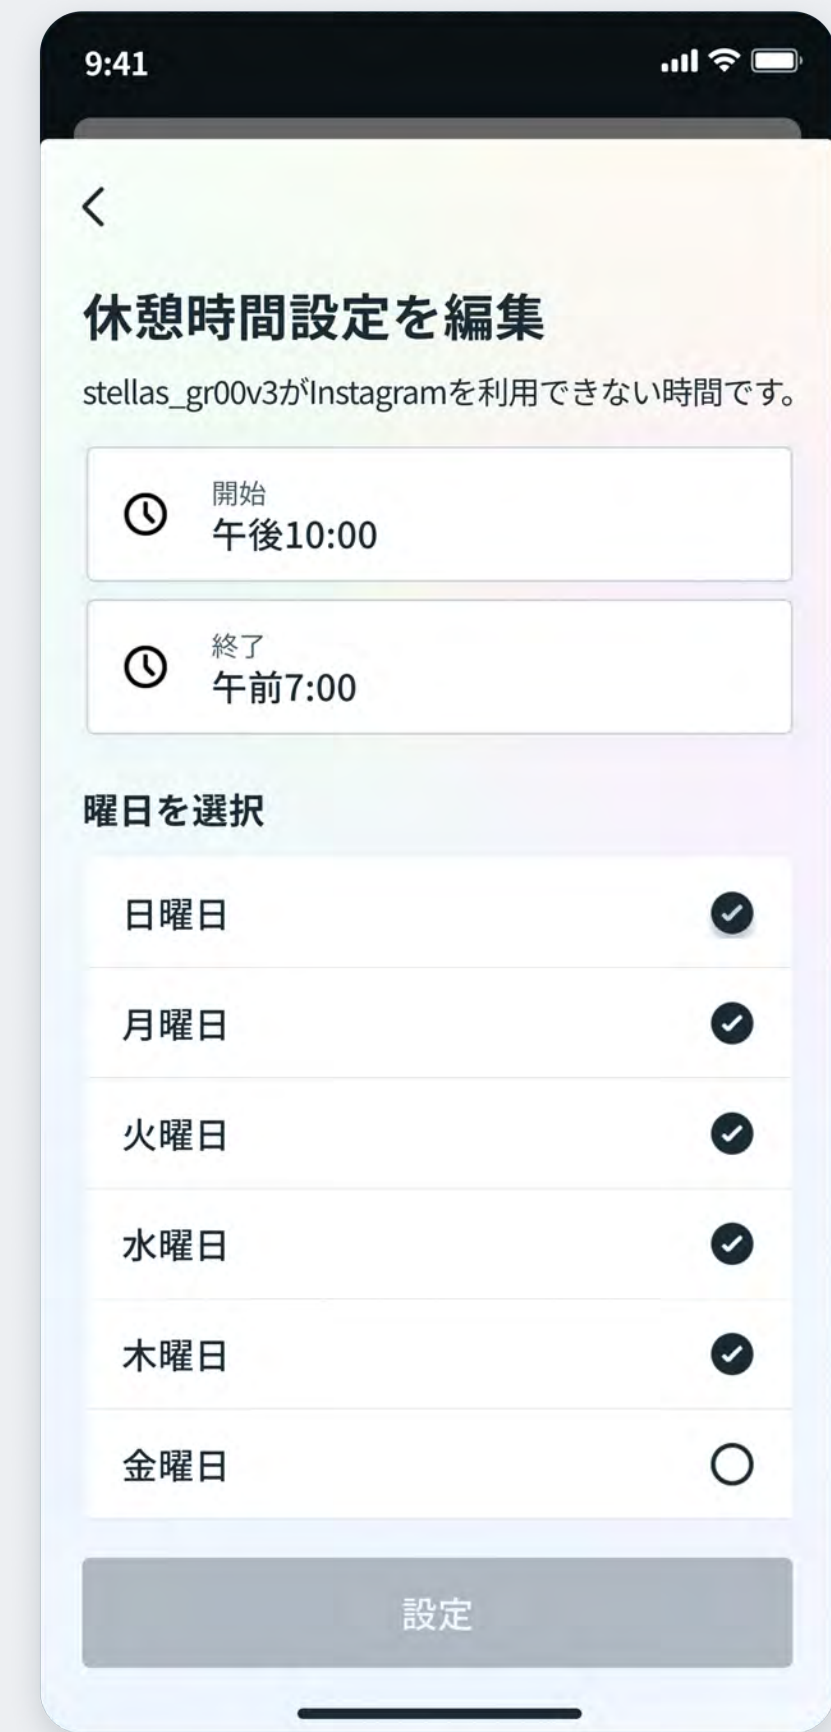 9:41
休憩時間設定を編集
stellas_gr00v3がInstagramを利用できない時間です。
開始
午後10:00
終了
午前7:00
曜日を選択
日曜日
月曜日
火曜日
水曜日
木曜日
金曜日
設定